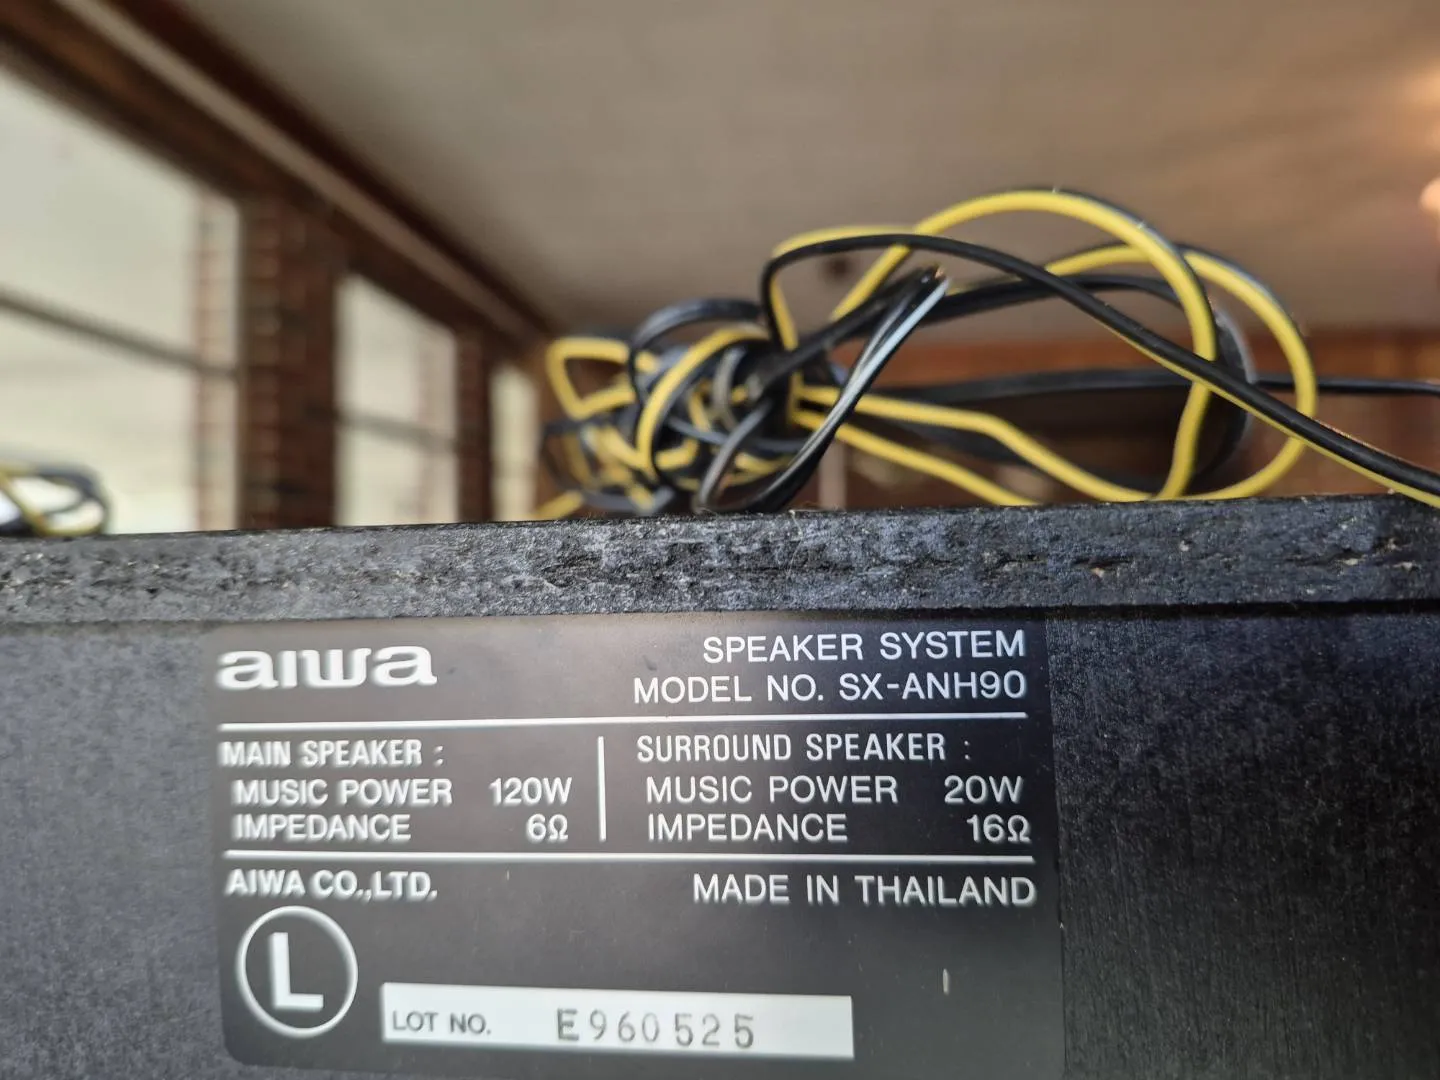 aiwa
SPEAKER SYSTEM
MODEL NO. SX-ANH90
MAIN SPEAKER :
MUSIC POWER 120W
IMPEDANCE 6Ω
SURROUND SPEAKER :
MUSIC POWER 20W
IMPEDANCE 16Ω
AIWA CO.,LTD.
MADE IN THAILAND
L
LOT NO. E960525